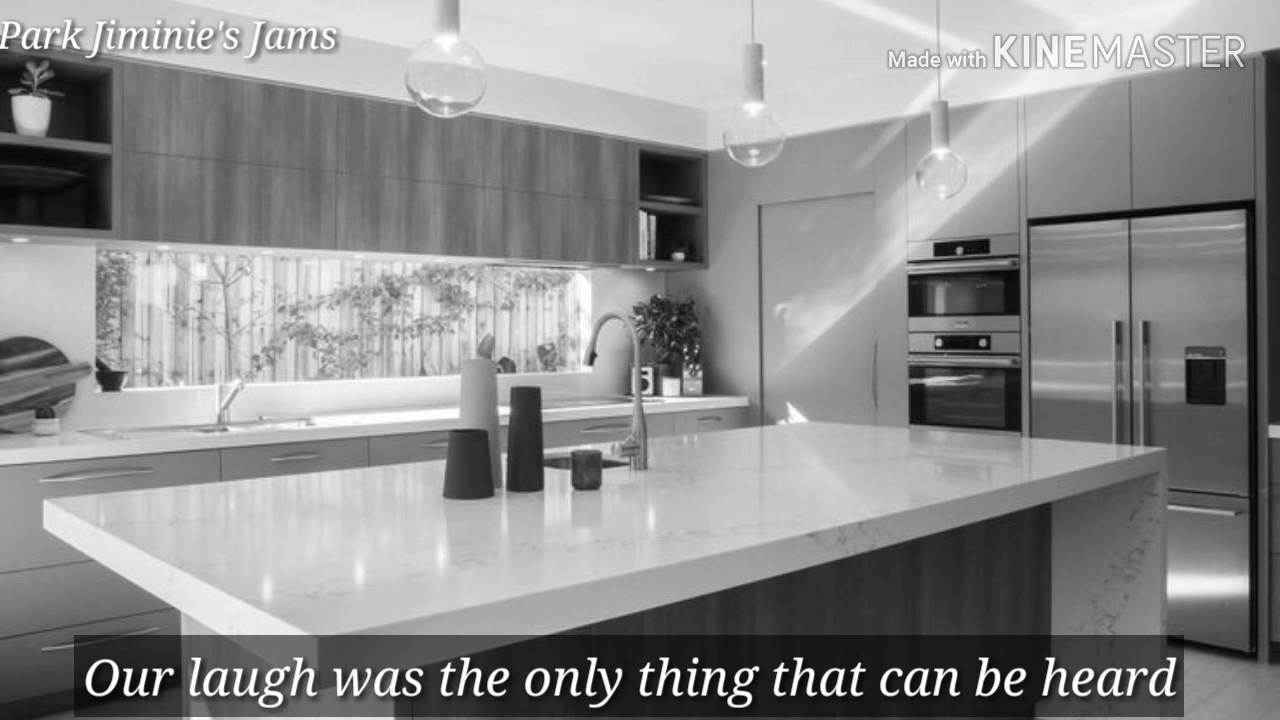 Park Jiminie's Jams
Made with KINEMASTER
Our laugh was the only thing that can be heard